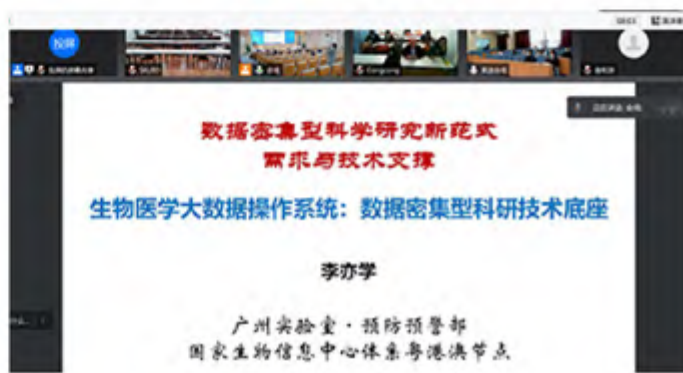 投屏
数据密集型科学研究新范式
需求与技术支撑
生物医学大数据操作系统：数据密集型科研技术底座
李亦学
广州实验室·预防预警部
国家生物信息中心体系粤港澳节点